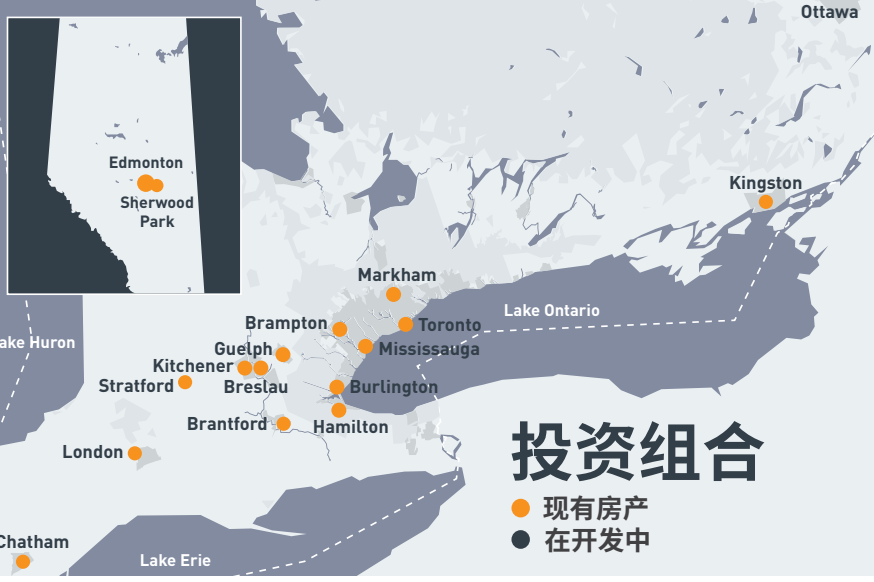 Ottawa
Edmonton
Sherwood
Park
Kingston
Markham
Lake Ontario
Brampton
Toronto
ake Huron
Guelph
Mississauga
Kitchener
Stratford
Breslau
Burlington
Brantford
Hamilton
London
投资组合
现有房产
在开发中
Chatham
Lake Erie